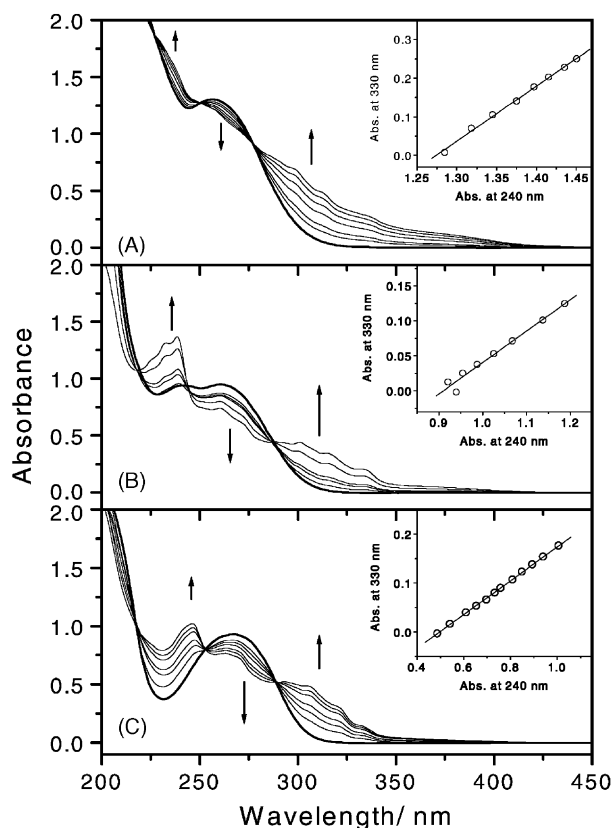 Absorbance
2.0
1.5
1.0
0.5
0.0
(A)
Abs. at 330 nm
0.3
0.2
0.1
0.0
1.25 1.30 1.35 1.40 1.45
Abs. at 240 nm
2.0
1.5
1.0
0.5
0.0
(B)
Abs. at 330 nm
0.15
0.10
0.05
0.00
0.9 1.0 1.1 1.2
Abs. at 240 nm
2.0
1.5
1.0
0.5
0.0
(C)
Abs. at 330 nm
0.2
0.1
0.0
0.4 0.6 0.8 1.0
Abs. at 240 nm
200 250 300 350 400 450
Wavelength/ nm